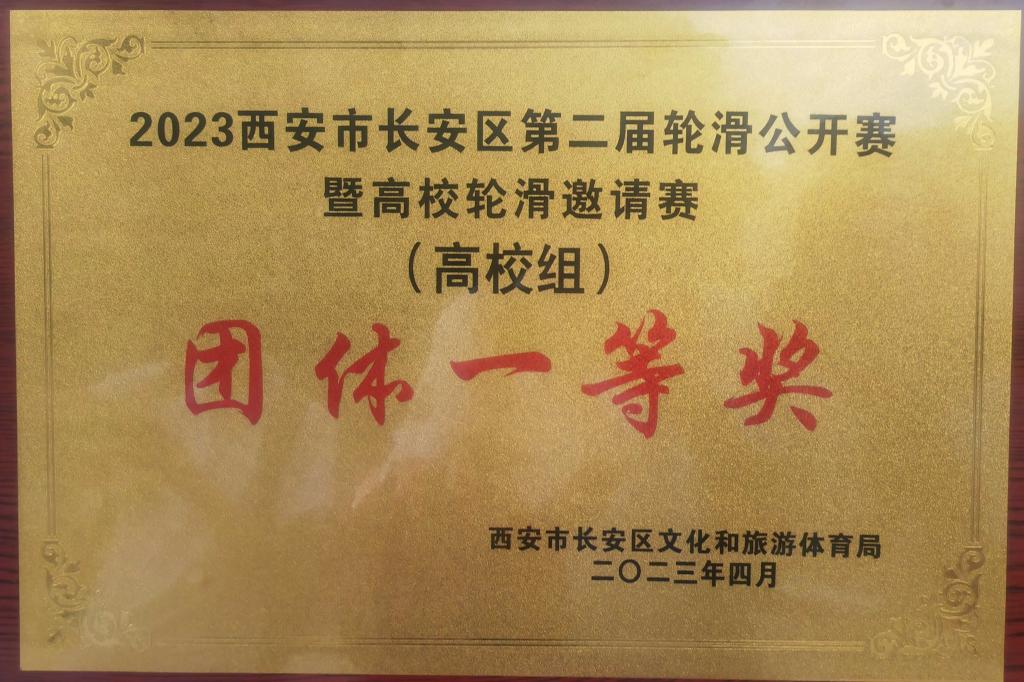 2023西安市长安区第二届轮滑公开赛
暨高校轮滑邀请赛
（高校组）
团体一等奖
西安市长安区文化和旅游体育局
二〇二三年四月